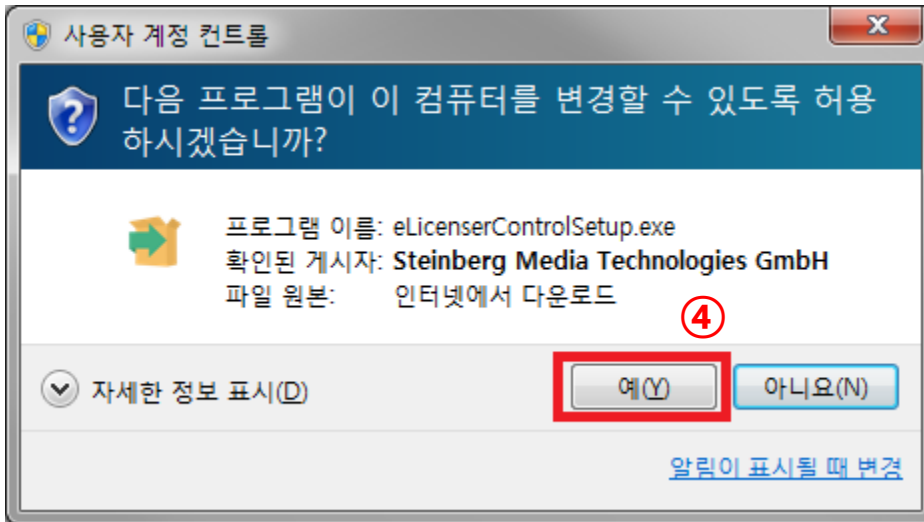 사용자 계정 컨트롤
다음 프로그램이 이 컴퓨터를 변경할 수 있도록 허용
하시겠습니까?
프로그램 이름: eLicenserControlSetup.exe
확인된 게시자: Steinberg Media Technologies GmbH
파일 원본: 인터넷에서 다운로드
④
자세한 정보 표시(D)
예(Y)
아니요(N)
알림이 표시될 때 변경